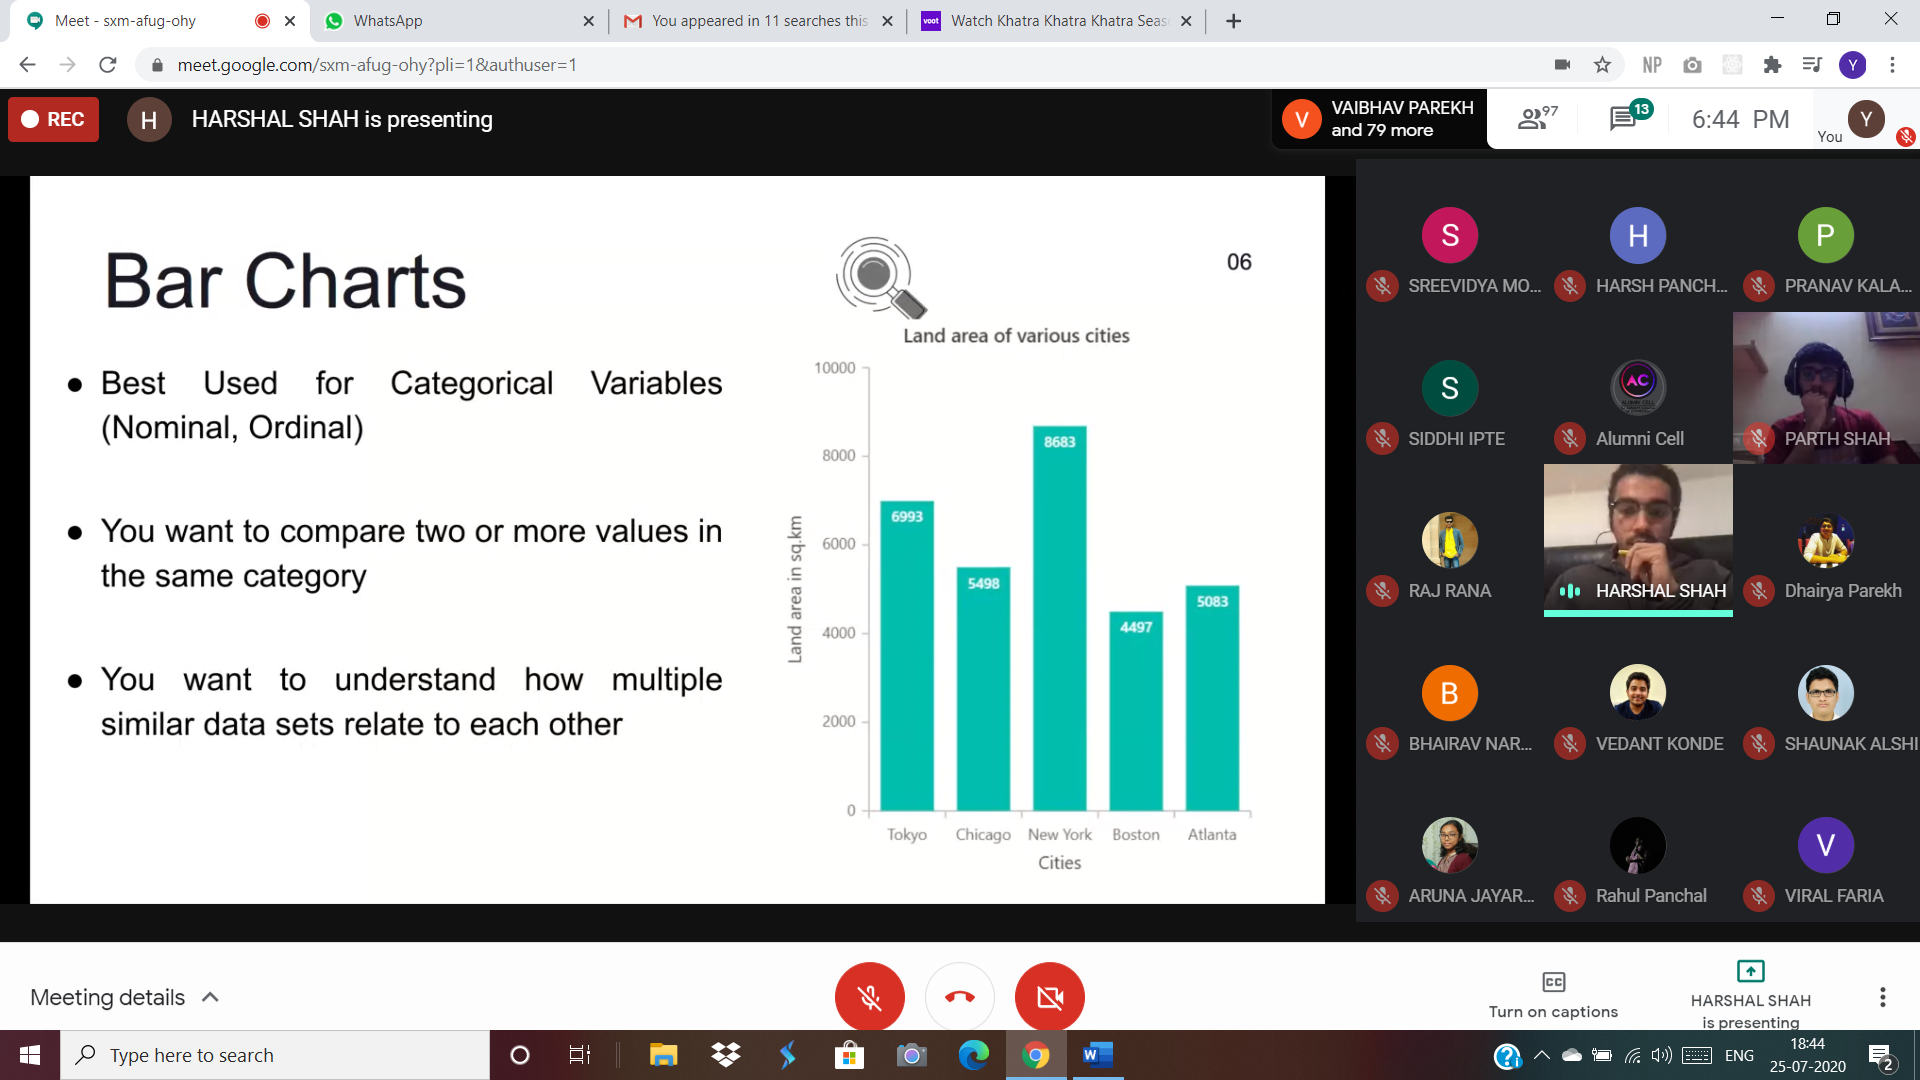 Meet - sxm-afug-ohy
WhatsApp
You appeared in 11 searches this
voot
Watch Khatra Khatra Khatra Seas
meet.google.com/sxm-afug-ohy?pli=1&authuser=1
NP
Y
REC
H
HARSHAL SHAH is presenting
V
VAIBHAV PAREKH
and 79 more
97
13
6:44 PM
You
Y
Bar Charts
06
● Best Used for Categorical Variables
(Nominal, Ordinal)
● You want to compare two or more values in
the same category
● You want to understand how multiple
similar data sets relate to each other
Land area of various cities
Land area in sq.km
10000
8000
6000
4000
2000
0
6993
5498
8683
4497
5083
Tokyo Chicago New York Boston Atlanta
Cities
S
SREEVIDYA MO...
H
HARSH PANCH...
P
PRANAV KALA...
S
SIDDHI IPTE
AC
Alumni Cell
PARTH SHAH
RAJ RANA
HARSHAL SHAH
Dhairya Parekh
B
BHAIRAV NAR...
VEDANT KONDE
SHAUNAK ALSHI
ARUNA JAYAR...
Rahul Panchal
V
VIRAL FARIA
Meeting details
CC
Turn on captions
HARSHAL SHAH
is presenting
Type here to search
W
ENG
18:44
25-07-2020
2